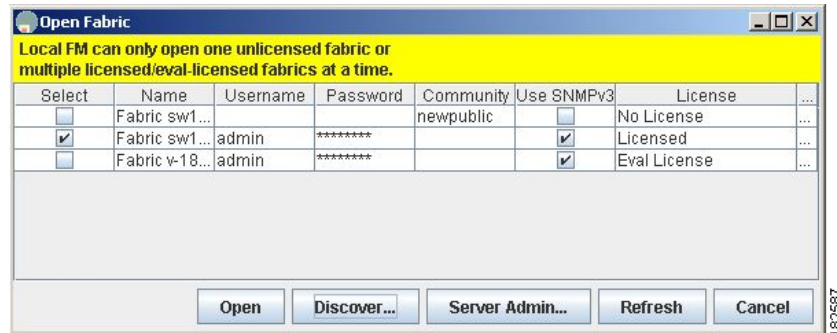 Open Fabric
Local FM can only open one unlicensed fabric or
multiple licensed/eval-licensed fabrics at a time.
Select Name Username Password Community Use SNMPv3 License ...
Fabric sw1... newpublic No License ...
Fabric sw1... admin ******** Licensed ...
Fabric v-18... admin ******** Eval License ...
Open Discover... Server Admin... Refresh Cancel